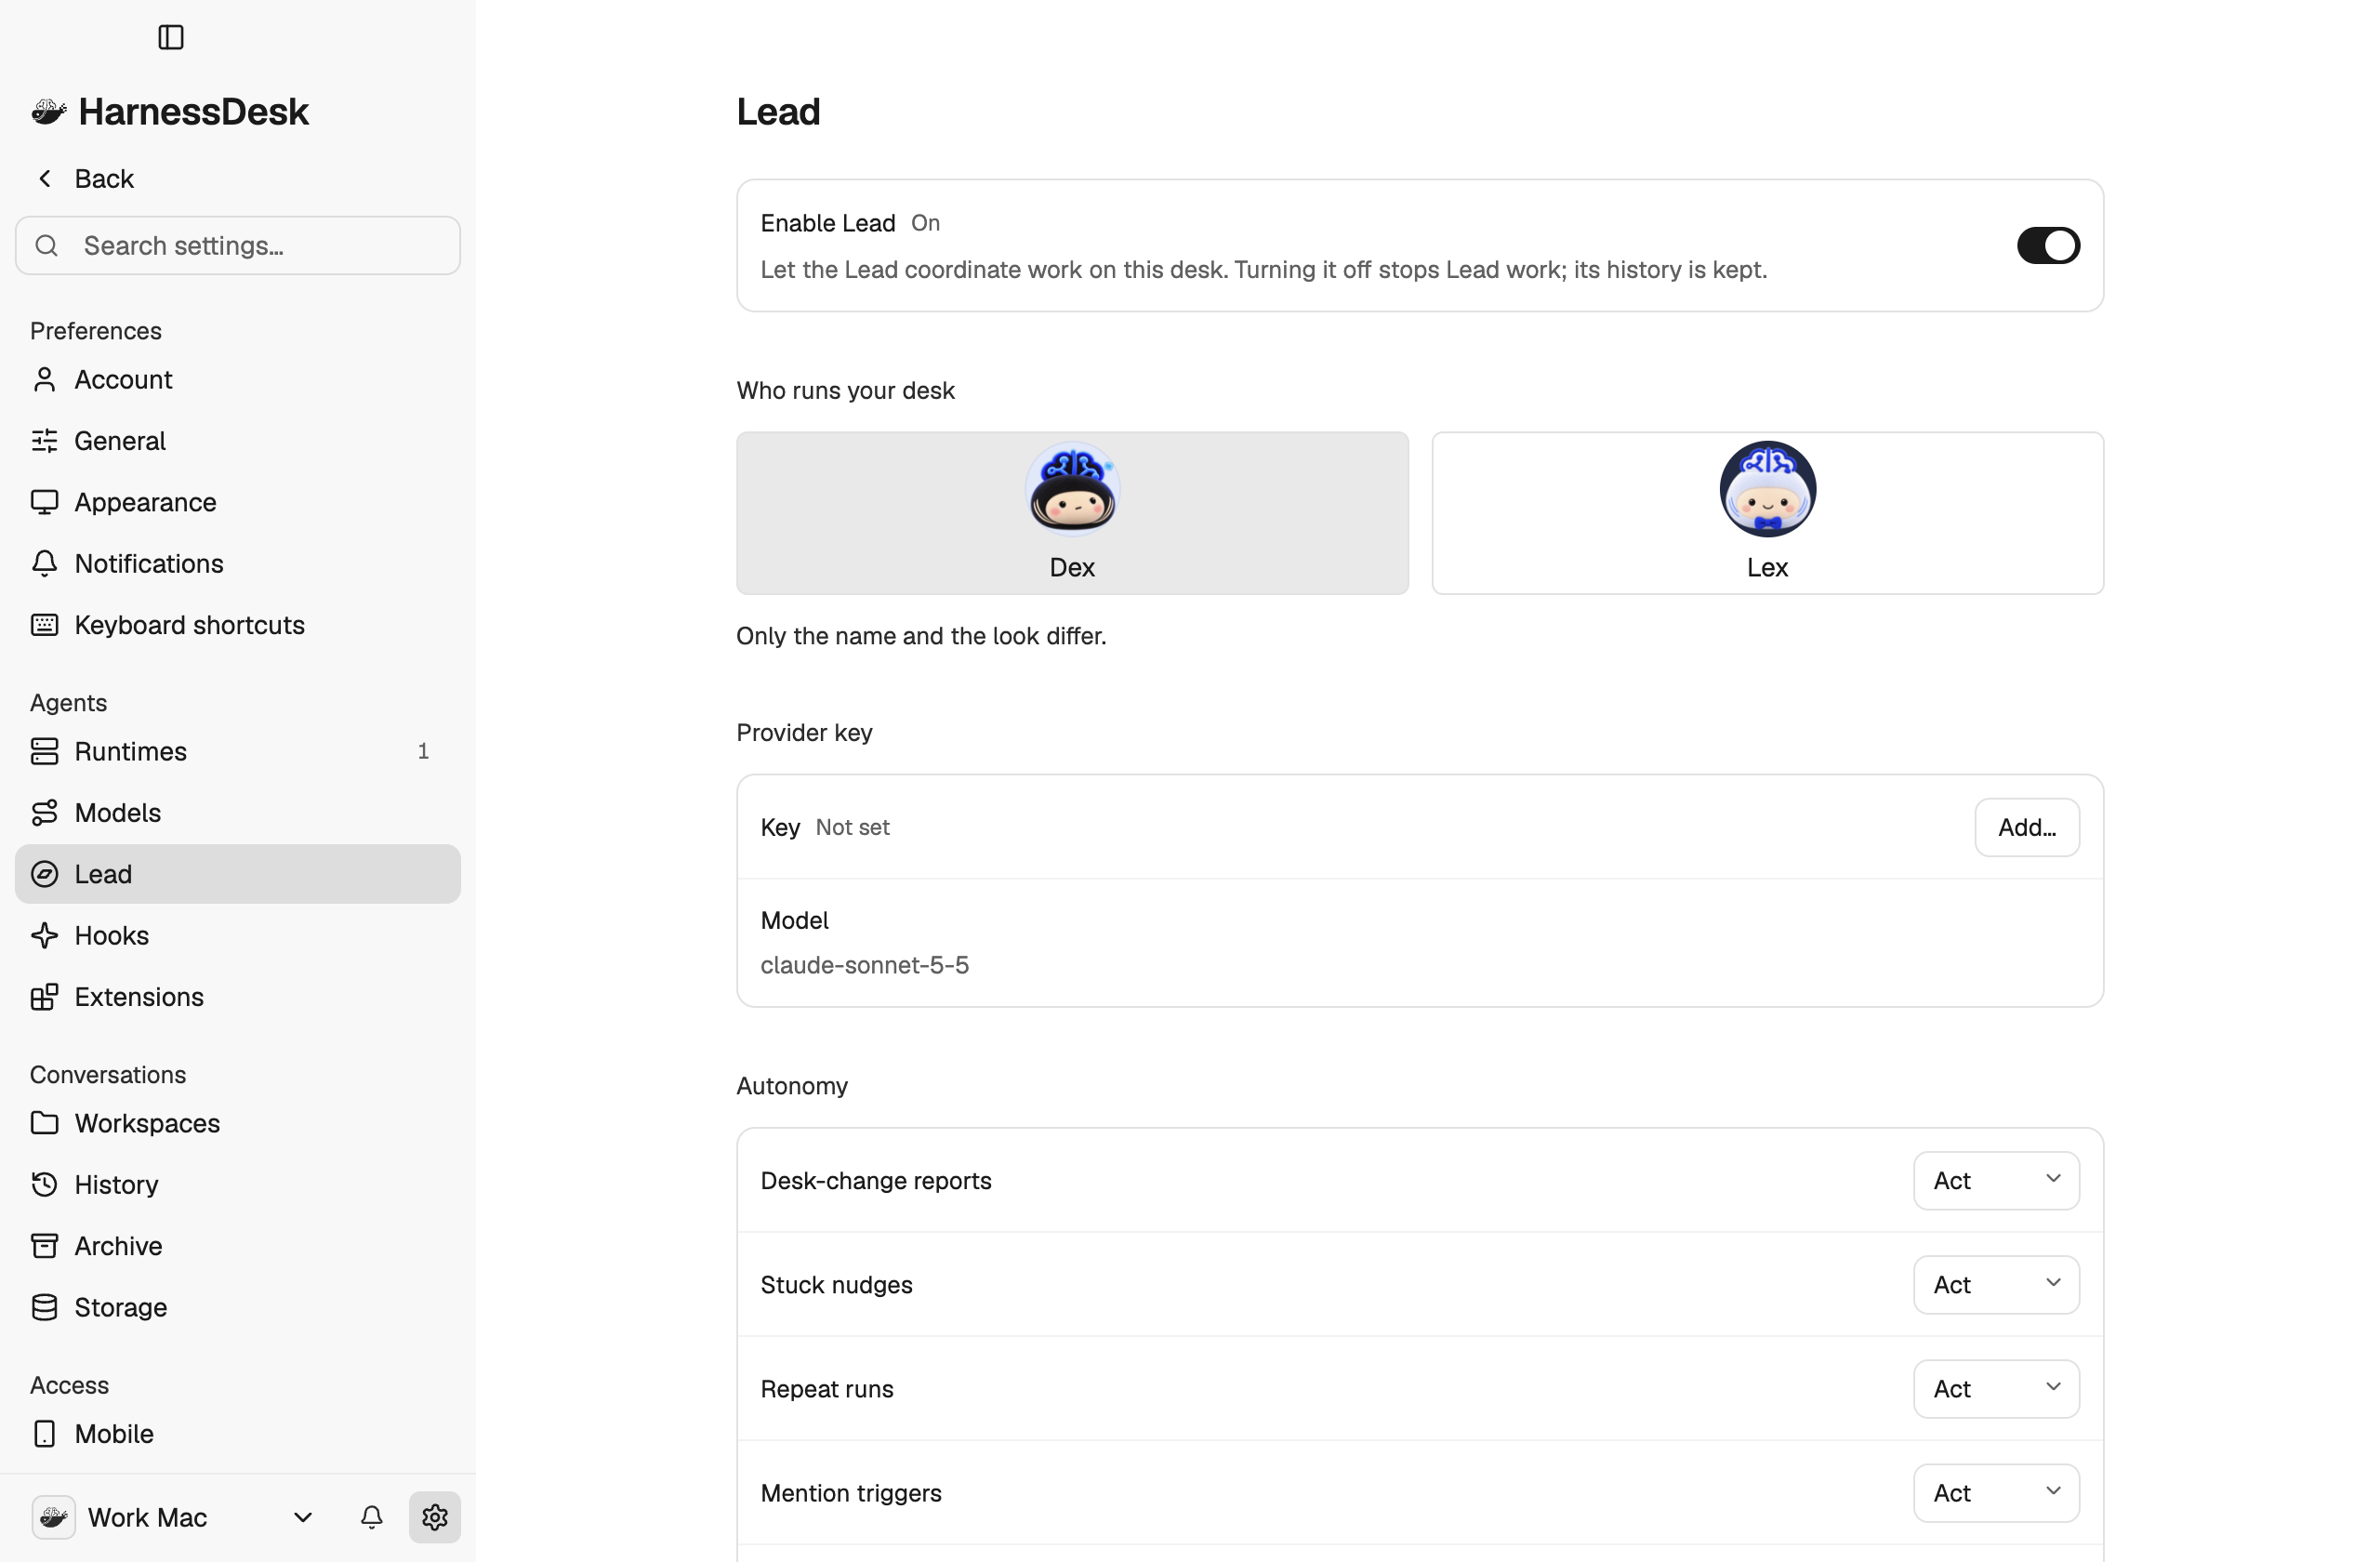 HarnessDesk
Back
Search settings…
Preferences
Account
General
Appearance
Notifications
Keyboard shortcuts
Agents
Runtimes 1
Models
Lead
Hooks
Extensions
Conversations
Workspaces
History
Archive
Storage
Access
Mobile
Work Mac
Lead
Enable Lead On
Let the Lead coordinate work on this desk. Turning it off stops Lead work; its history is kept.
Who runs your desk
Dex
Lex
Only the name and the look differ.
Provider key
Key Not set
Add…
Model
claude-sonnet-5-5
Autonomy
Desk-change reports
Act
Stuck nudges
Act
Repeat runs
Act
Mention triggers
Act